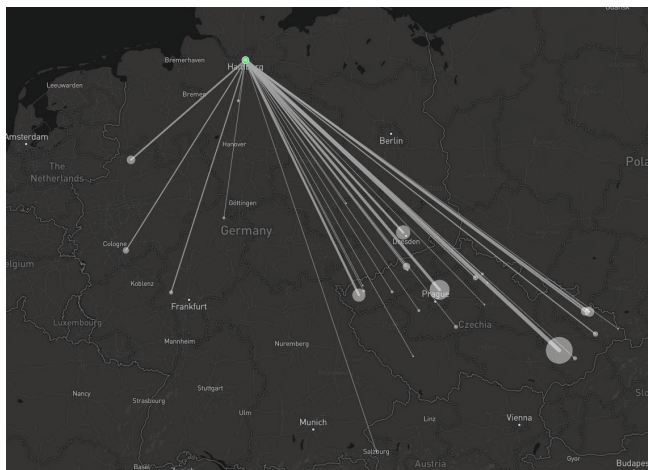 Gdańsk
Bremerhaven
Hamburg
Leeuwarden
Bremen
Amsterdam
Berlin
Hanover
The
Netherlands
Pola
Göttingen
Germany
Cologne
Dresden
elgium
Koblenz
Prague
Frankfurt
Luxembourg
Czechia
Mannheim
Nuremberg
Slo
Nancy
Stuttgart
Strasbourg
Ulm
Munich
Linz
Vienna
Salzburg
Gyor
Basel
Austria
Budapes